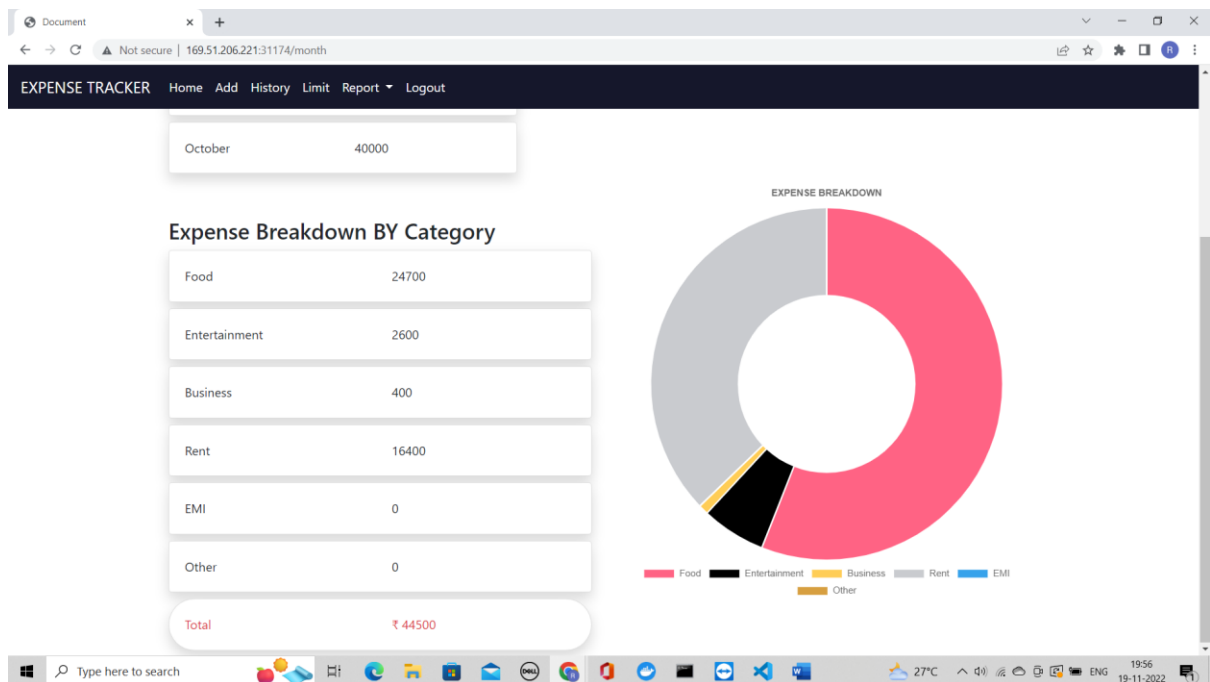 Document
Not secure | 169.51.206.221:31174/month
R
EXPENSE TRACKER Home Add History Limit Report Logout
October 40000
Expense Breakdown BY Category
Food 24700
Entertainment 2600
Business 400
Rent 16400
EMI 0
Other 0
Total ₹ 44500
EXPENSE BREAKDOWN
Food Entertainment Business Rent EMI
Other
Type here to search
DELL
27°C
ENG
19:56
19-11-2022